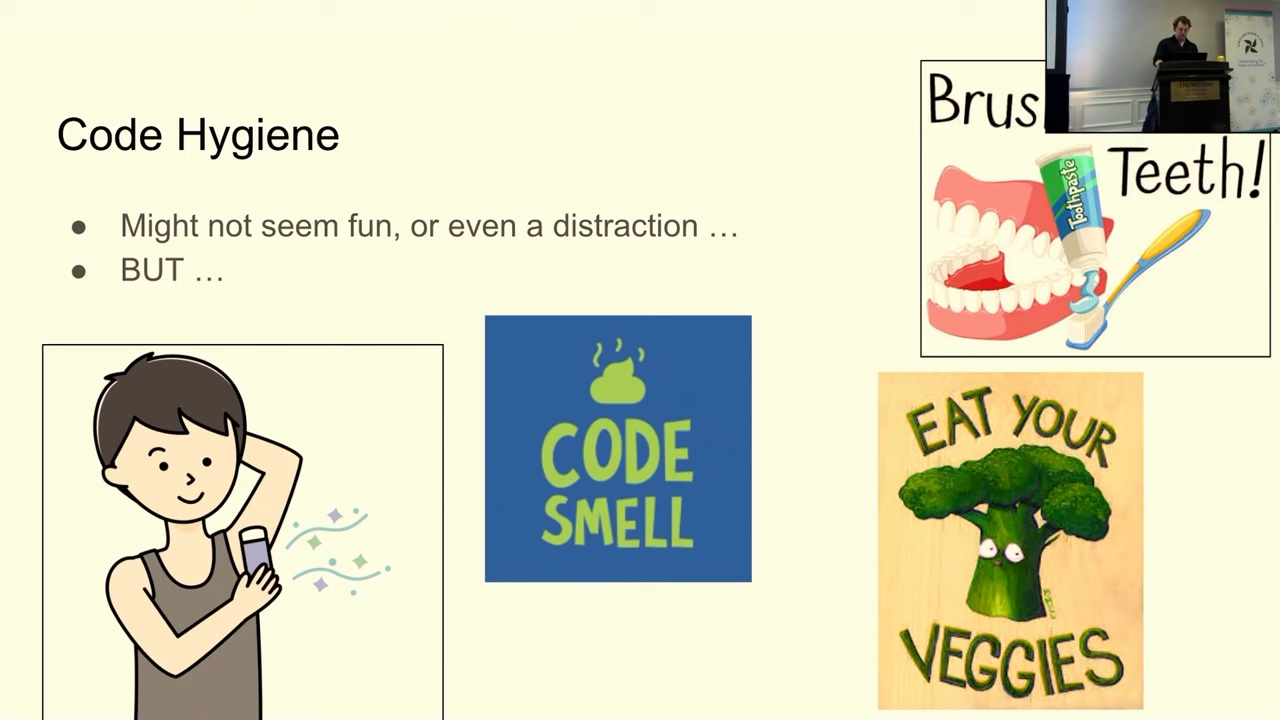 Code Hygiene
● Might not seem fun, or even a distraction …
● BUT …
Brus
Teeth!
Toothpaste
CODE
SMELL
EAT YOUR
VEGGIES